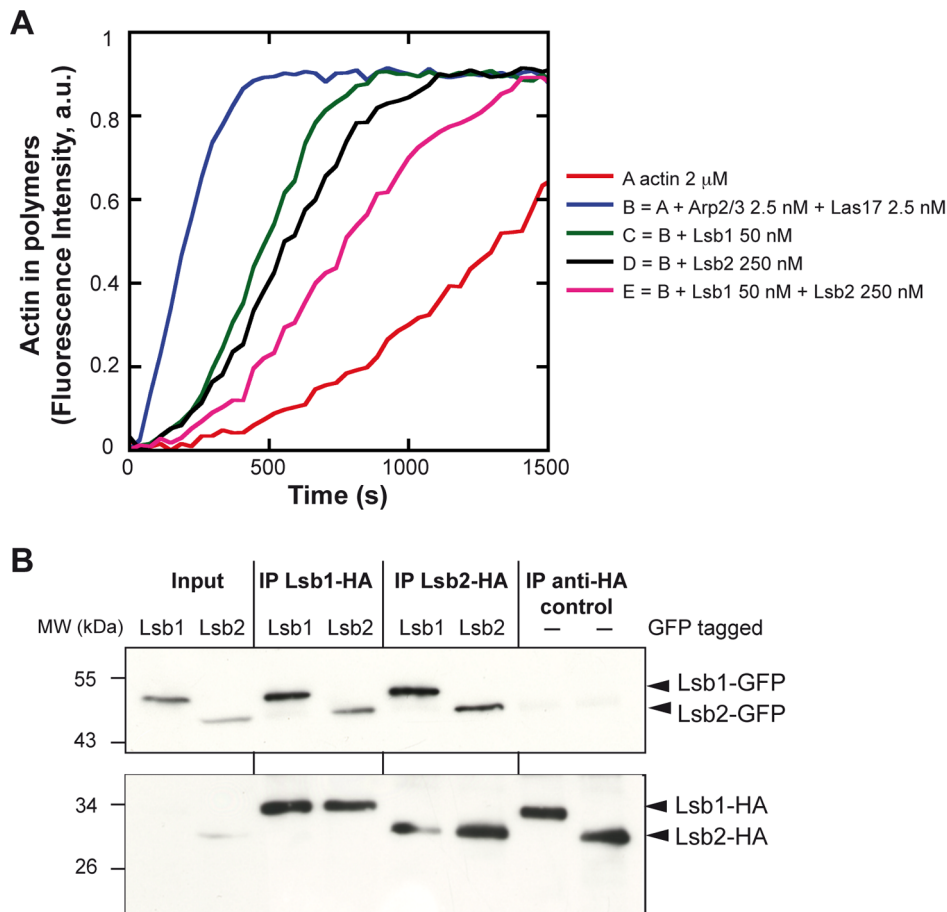 A
Actin in polymers
(Fluorescence Intensity, a.u.)
1
0.8
0.6
0.4
0.2
0
0 500 1000 1500
Time (s)
A actin 2 μM
B = A + Arp2/3 2.5 nM + Las17 2.5 nM
C = B + Lsb1 50 nM
D = B + Lsb2 250 nM
E = B + Lsb1 50 nM + Lsb2 250 nM
B
Input IP Lsb1-HA IP Lsb2-HA IP anti-HA
control
MW (kDa) Lsb1 Lsb2 Lsb1 Lsb2 Lsb1 Lsb2 – – GFP tagged
55
Lsb1-GFP
Lsb2-GFP
43
34
Lsb1-HA
Lsb2-HA
26